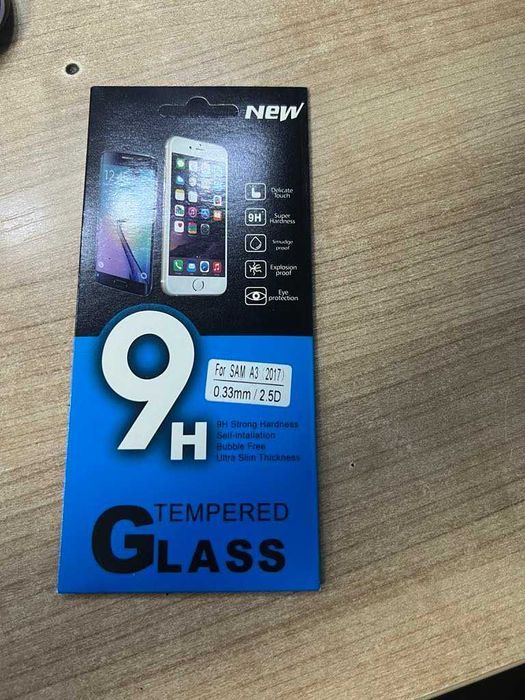 New
Delicate
Touch
9H
Super
Hardness
Smudge
proof
Explosion
proof
Eye
protection
9H
For SAM A3 (2017)
0.33mm / 2.5D
9H Strong Hardness
Self-intallation
Bubble Free
Ultra Slim Thickness
TEMPERED
GLASS